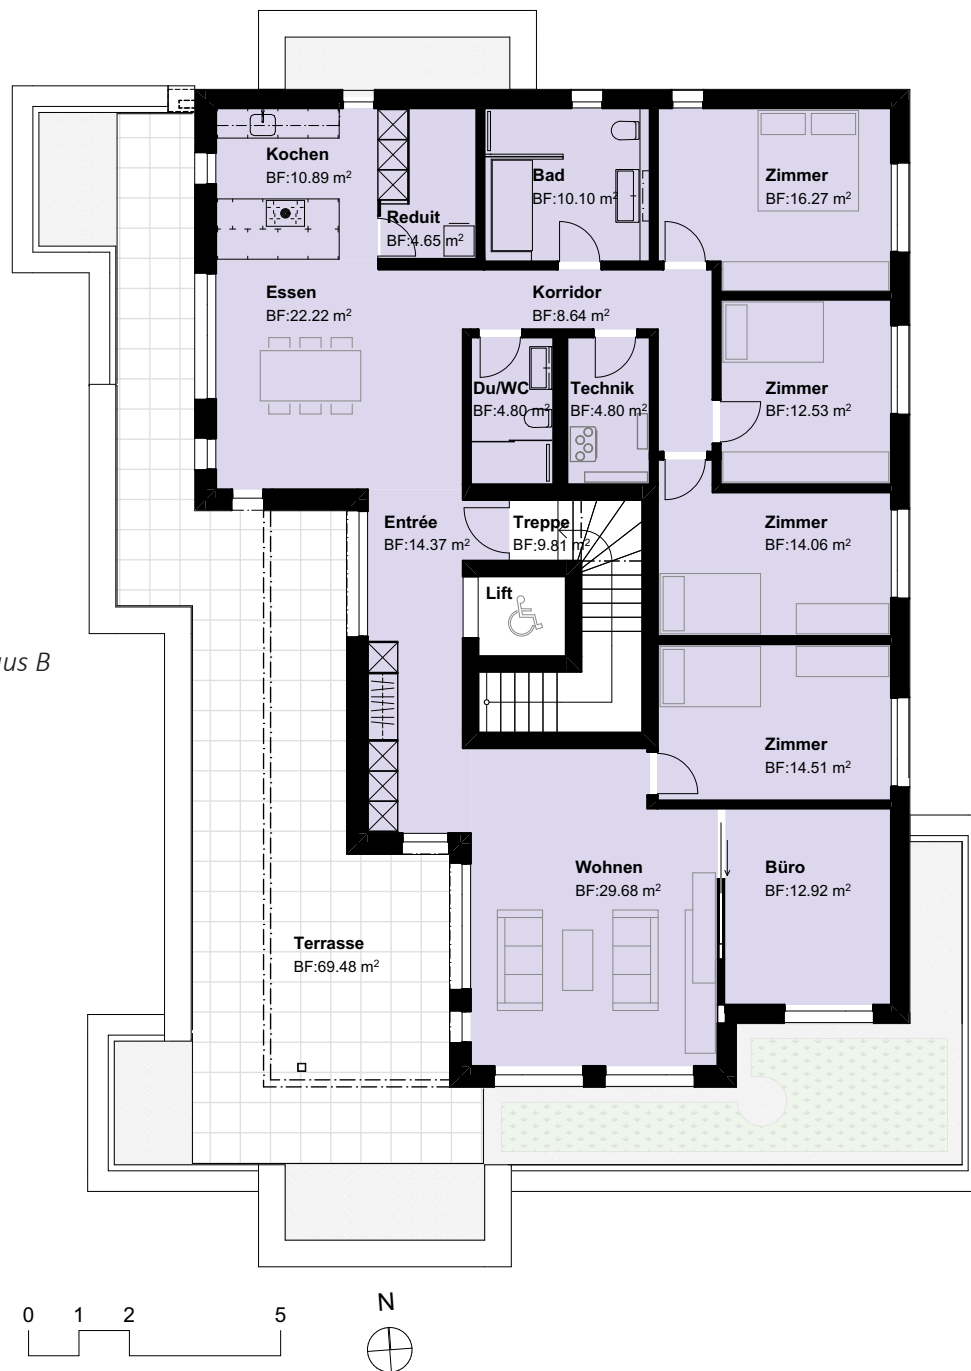 Kochen
BF:10.89 m²
Reduit
BF:4.65 m²
Bad
BF:10.10 m²
Zimmer
BF:16.27 m²
Essen
BF:22.22 m²
Korridor
BF:8.64 m²
Du/WC
BF:4.80 m²
Technik
BF:4.80 m²
Zimmer
BF:12.53 m²
Entrée
BF:14.37 m²
Treppe
BF:9.81 m²
Zimmer
BF:14.06 m²
Lift
us B
Zimmer
BF:14.51 m²
Wohnen
BF:29.68 m²
Büro
BF:12.92 m²
Terrasse
BF:69.48 m²
0 1 2 5
N